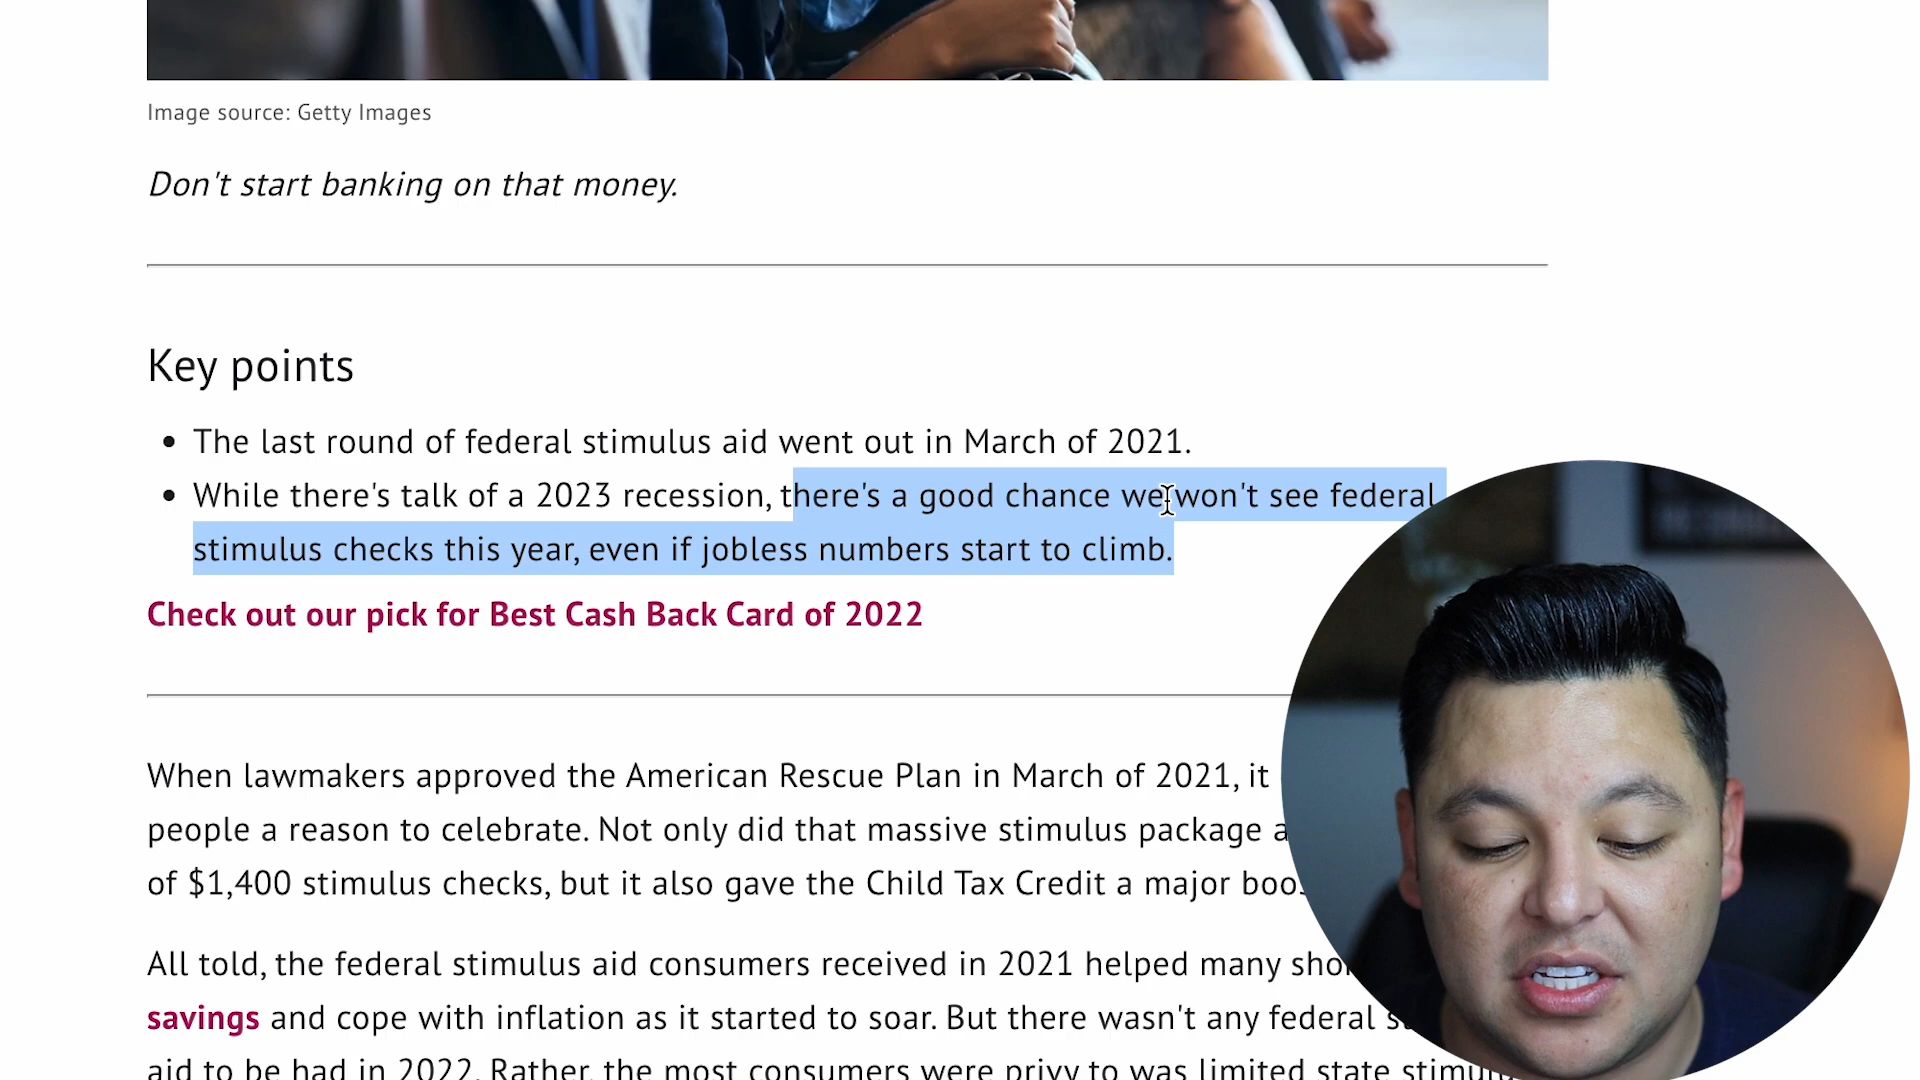 Image source: Getty Images
Don't start banking on that money.
Key points
• The last round of federal stimulus aid went out in March of 2021.
• While there's talk of a 2023 recession, there's a good chance we won't see federal
stimulus checks this year, even if jobless numbers start to climb.
Check out our pick for Best Cash Back Card of 2022
When lawmakers approved the American Rescue Plan in March of 2021, it
people a reason to celebrate. Not only did that massive stimulus package
of $1,400 stimulus checks, but it also gave the Child Tax Credit a major
All told, the federal stimulus aid consumers received in 2021 helped many
savings and cope with inflation as it started to soar. But there wasn't any federal
aid to be had in 2022. Rather, the most consumers were privy to was limited state